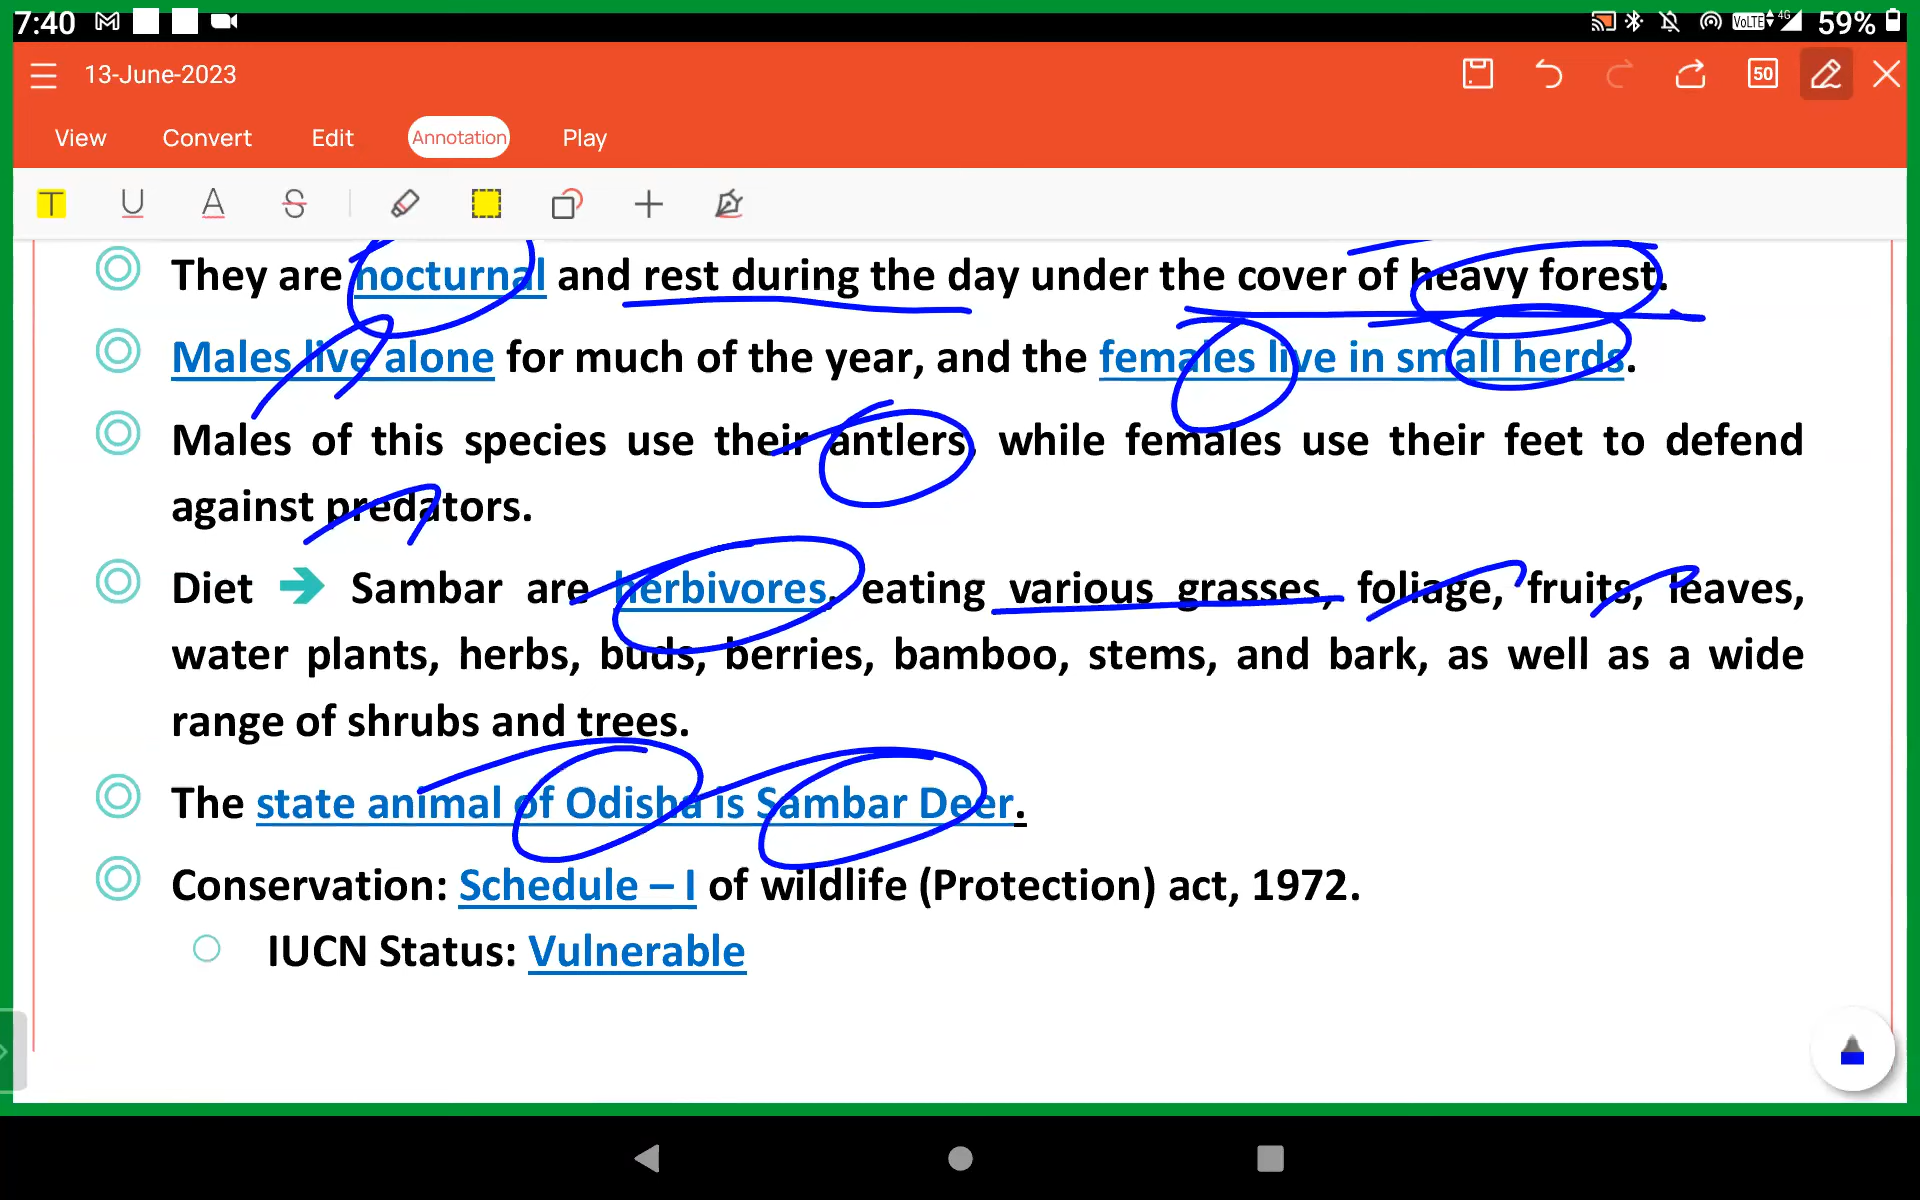 7:40 VoLTE 4G 59%
13-June-2023 50
View Convert Edit Annotation Play
T U A S
They are nocturnal and rest during the day under the cover of heavy forest.
Males live alone for much of the year, and the females live in small herds.
Males of this species use their antlers, while females use their feet to defend
against predators.
Diet ➔ Sambar are herbivores, eating various grasses, foliage, fruits, leaves,
water plants, herbs, buds, berries, bamboo, stems, and bark, as well as a wide
range of shrubs and trees.
The state animal of Odisha is Sambar Deer.
Conservation: Schedule – I of wildlife (Protection) act, 1972.
IUCN Status: Vulnerable